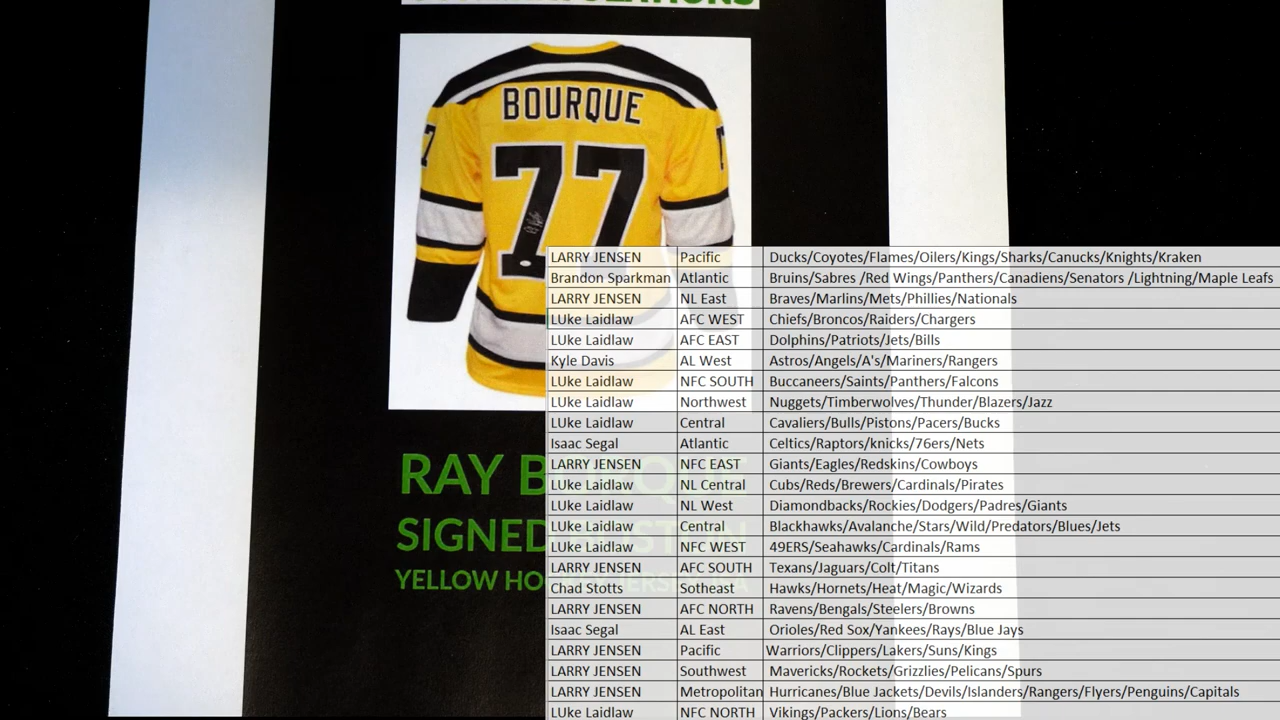 BOURQUE
77
LARRY JENSEN Pacific Ducks/Coyotes/Flames/Oilers/Kings/Sharks/Canucks/Knights/Kraken
Brandon Sparkman Atlantic Bruins/Sabres /Red Wings/Panthers/Canadiens/Senators /Lightning/Maple Leafs
LARRY JENSEN NL East Braves/Marlins/Mets/Phillies/Nationals
LUke Laidlaw AFC WEST Chiefs/Broncos/Raiders/Chargers
LUke Laidlaw AFC EAST Dolphins/Patriots/Jets/Bills
Kyle Davis AL West Astros/Angels/A's/Mariners/Rangers
LUke Laidlaw NFC SOUTH Buccaneers/Saints/Panthers/Falcons
LUke Laidlaw Northwest Nuggets/Timberwolves/Thunder/Blazers/Jazz
LUke Laidlaw Central Cavaliers/Bulls/Pistons/Pacers/Bucks
Isaac Segal Atlantic Celtics/Raptors/knicks/76ers/Nets
LARRY JENSEN NFC EAST Giants/Eagles/Redskins/Cowboys
LUke Laidlaw NL Central Cubs/Reds/Brewers/Cardinals/Pirates
LUke Laidlaw NL West Diamondbacks/Rockies/Dodgers/Padres/Giants
LUke Laidlaw Central Blackhawks/Avalanche/Stars/Wild/Predators/Blues/Jets
LUke Laidlaw NFC WEST 49ERS/Seahawks/Cardinals/Rams
LARRY JENSEN AFC SOUTH Texans/Jaguars/Colt/Titans
Chad Stotts Sotheast Hawks/Hornets/Heat/Magic/Wizards
LARRY JENSEN AFC NORTH Ravens/Bengals/Steelers/Browns
Isaac Segal AL East Orioles/Red Sox/Yankees/Rays/Blue Jays
LARRY JENSEN Pacific Warriors/Clippers/Lakers/Suns/Kings
LARRY JENSEN Southwest Mavericks/Rockets/Grizzlies/Pelicans/Spurs
LARRY JENSEN Metropolitan Hurricanes/Blue Jackets/Devils/Islanders/Rangers/Flyers/Penguins/Capitals
LUke Laidlaw NFC NORTH Vikings/Packers/Lions/Bears
RAY BOURQUE
SIGNED
YELLOW HOCKEY JERSEY